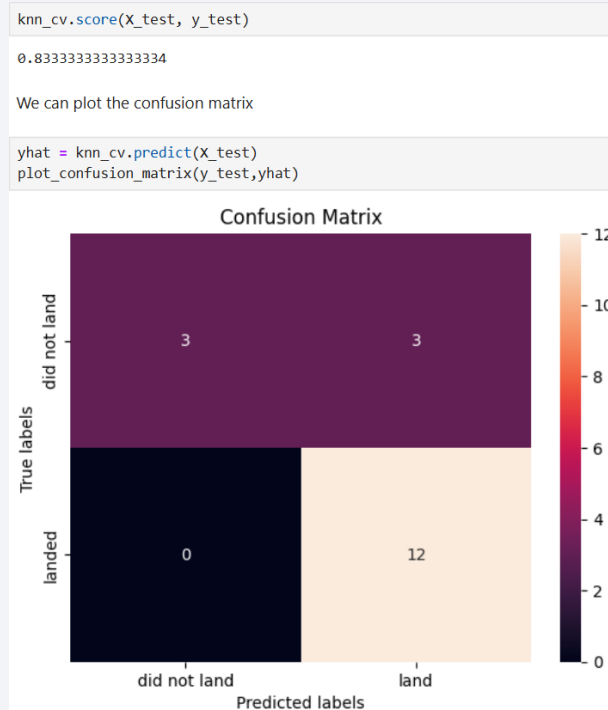 knn_cv.score(X_test, y_test)
0.8333333333333334
We can plot the confusion matrix
yhat = knn_cv.predict(X_test)
plot_confusion_matrix(y_test,yhat)
Confusion Matrix
True labels
did not land
landed
3 3
0 12
did not land land
Predicted labels
12
10
8
6
4
2
0